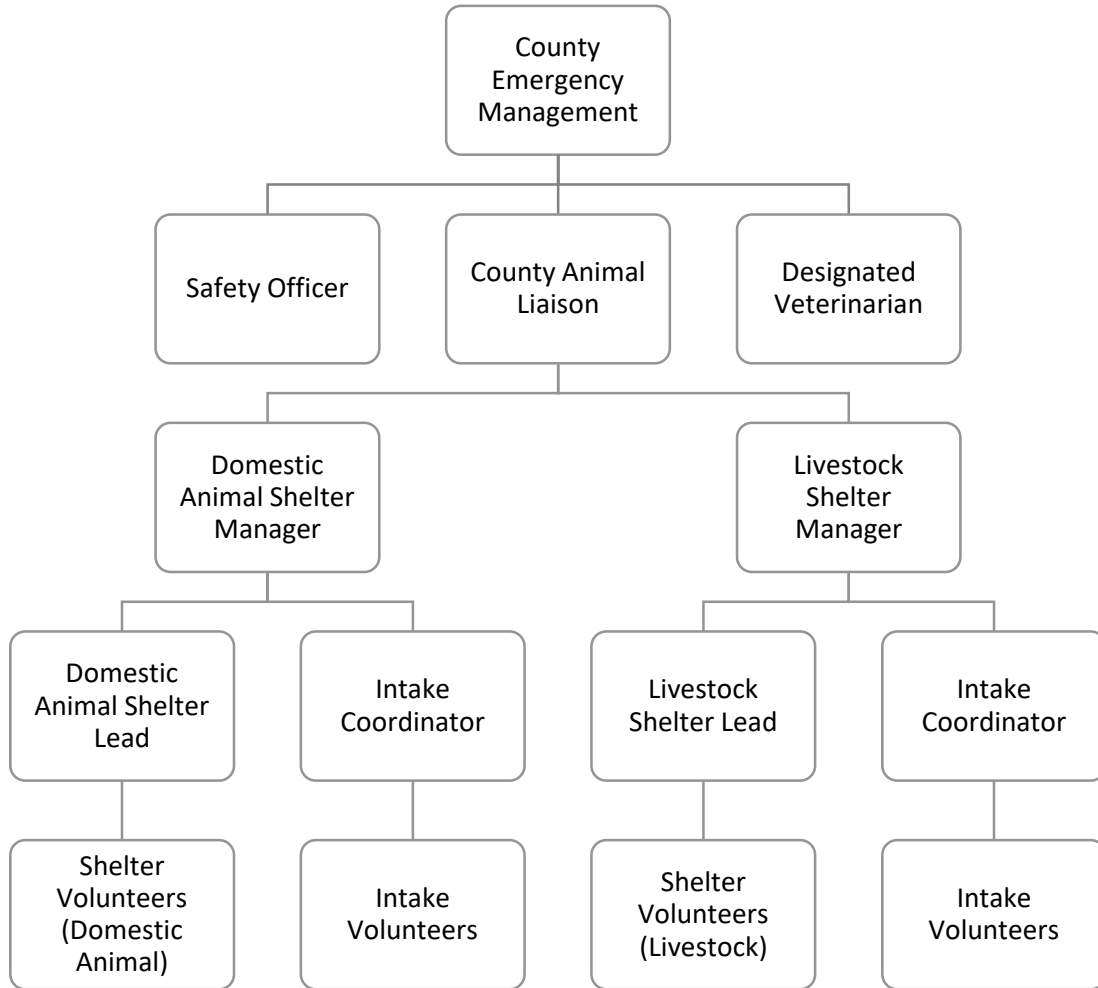 County
Emergency
Management
Safety Officer
County Animal
Liaison
Designated
Veterinarian
Domestic
Animal Shelter
Manager
Livestock
Shelter
Manager
Domestic
Animal Shelter
Lead
Intake
Coordinator
Livestock
Shelter Lead
Intake
Coordinator
Shelter
Volunteers
(Domestic
Animal)
Intake
Volunteers
Shelter
Volunteers
(Livestock)
Intake
Volunteers